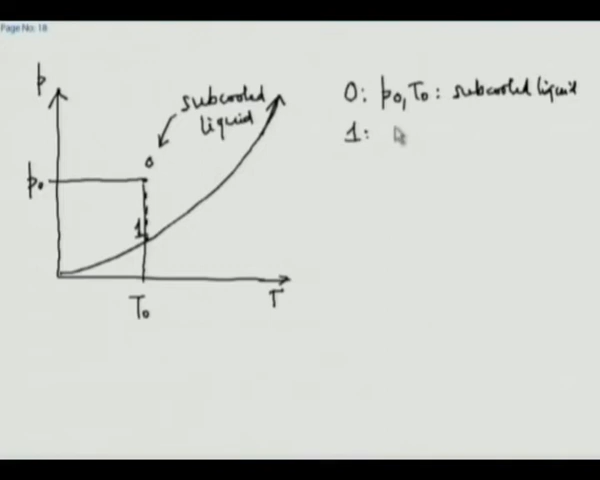 Page No: 18
p
subcooled
liquid
0
p₀
1
T₀
T
0: p₀, T₀: subcooled liquid
1: